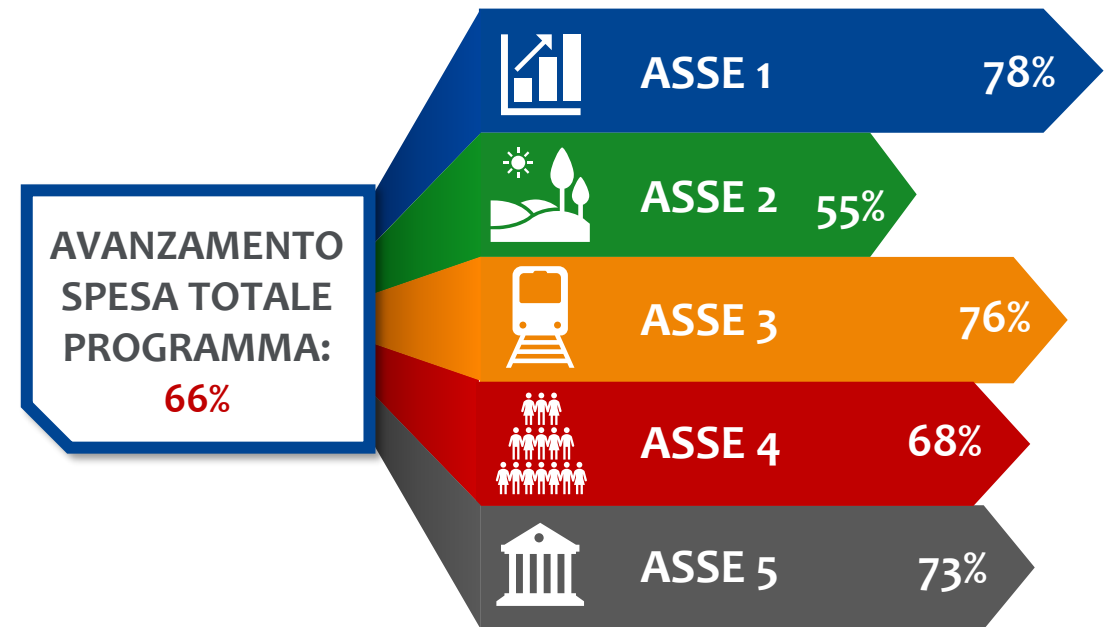 AVANZAMENTO
SPESA TOTALE
PROGRAMMA:
66%
ASSE 1 78%
ASSE 2 55%
ASSE 3 76%
ASSE 4 68%
ASSE 5 73%